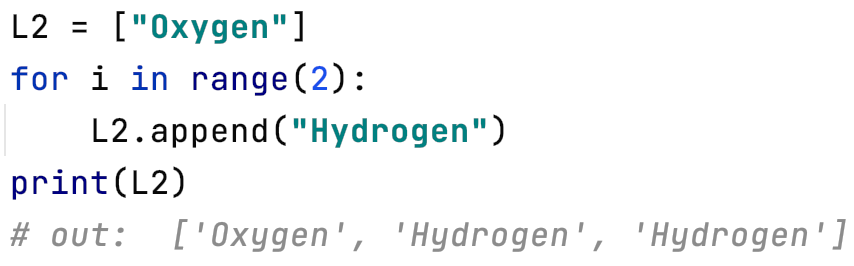 L2 = ["Oxygen"]
for i in range(2):
    L2.append("Hydrogen")
print(L2)
# out:  ['Oxygen', 'Hydrogen', 'Hydrogen']